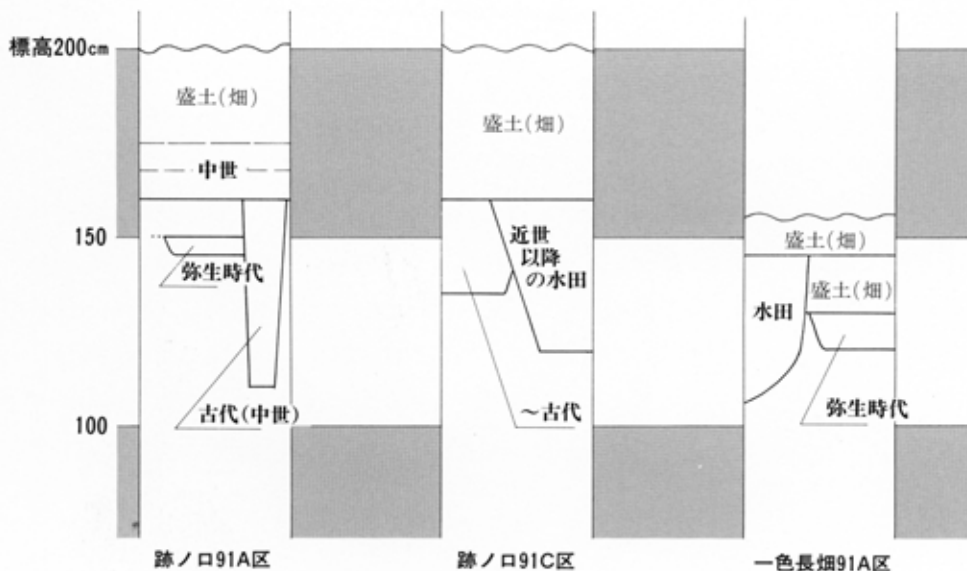 標高200cm
盛土(畑)
中世
150
弥生時代
古代(中世)
100
跡ノ口91A区
盛土(畑)
近世
以降
の水田
~古代
跡ノ口91C区
盛土(畑)
盛土(畑)
水田
弥生時代
一色長畑91A区